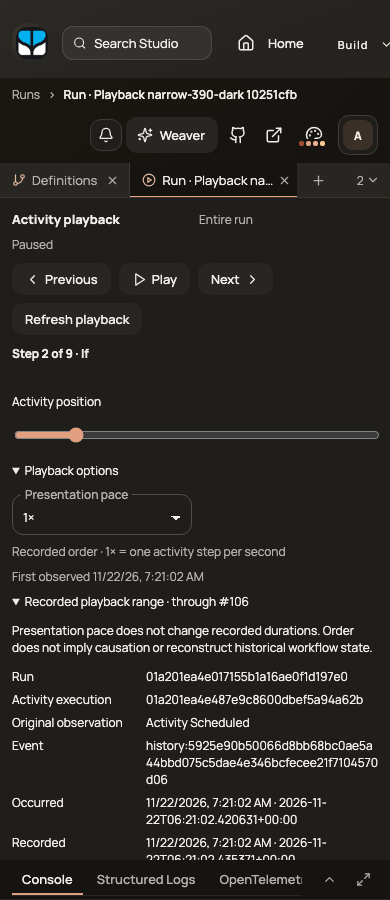 Search Studio
Home
Build
Runs › Run · Playback narrow-390-dark 10251cfb
Weaver
A
Definitions
Run · Playback na…
2
Activity playback
Entire run
Paused
Previous
Play
Next
Refresh playback
Step 2 of 9 · If
Activity position
Playback options
Presentation pace
1×
Recorded order · 1× = one activity step per second
First observed 11/22/26, 7:21:02 AM
Recorded playback range · through #106
Presentation pace does not change recorded durations. Order
does not imply causation or reconstruct historical workflow state.
Run 01a201ea4e017155b1a16ae0f1d197e0
Activity execution 01a201ea4e487e9c8600dbef5a94a62b
Original observation Activity Scheduled
Event history:5925e90b50066d8bb68bc0ae5a
44bbd075c5dae4e346bcfecee21f7104570
d06
Occurred 11/22/2026, 7:21:02 AM · 2026-11-
22T06:21:02.420631+00:00
Recorded 11/22/2026, 7:21:02 AM · 2026-11-
22T06:21:02.435371+00:00
Console
Structured Logs
OpenTelemet